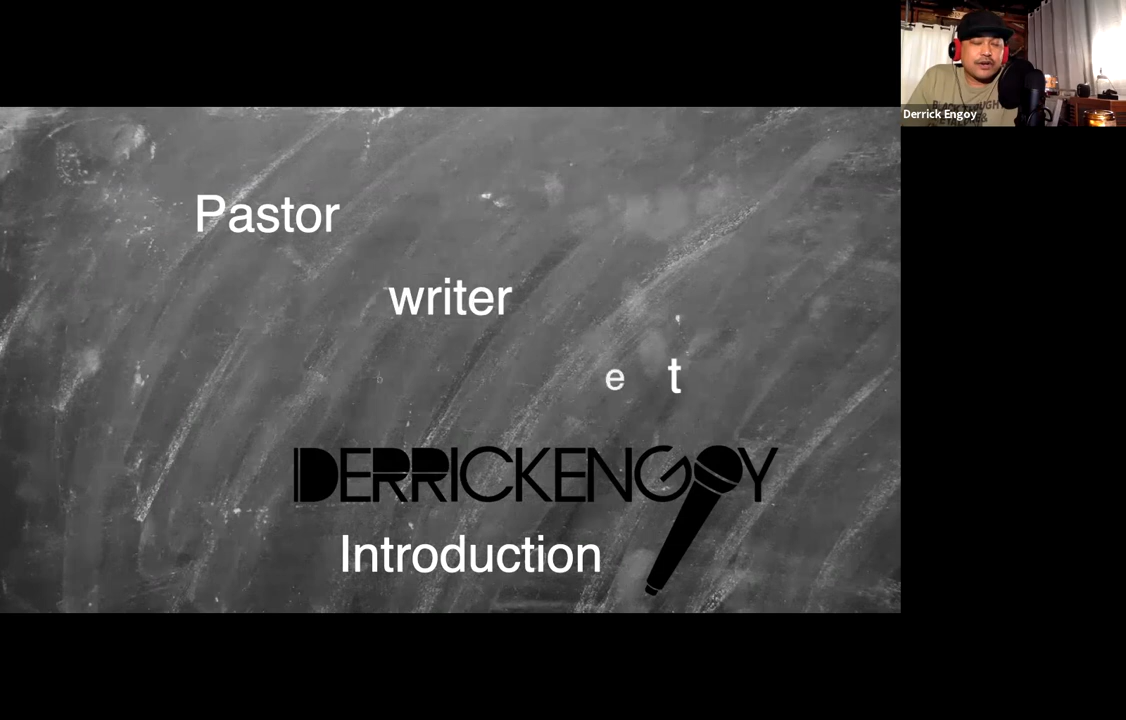 Derrick Engoy
Pastor
writer
e t
DERRICKENGOY
Introduction